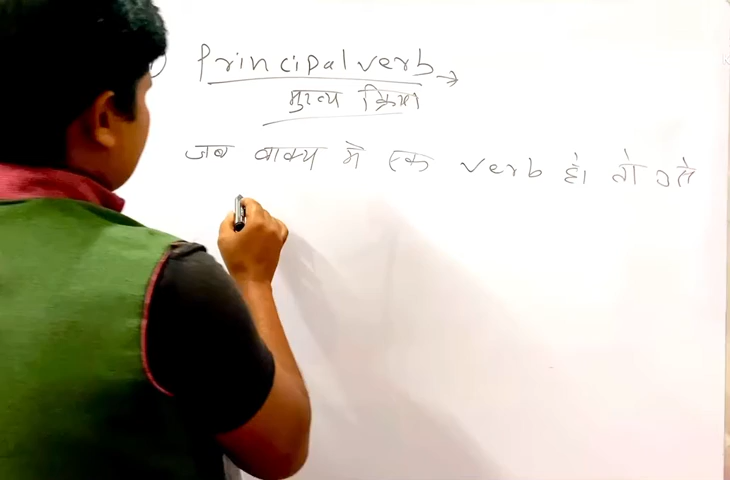 Principal verb →
मुख्य क्रिया
जब वाक्य में एक verb हो तो उसे